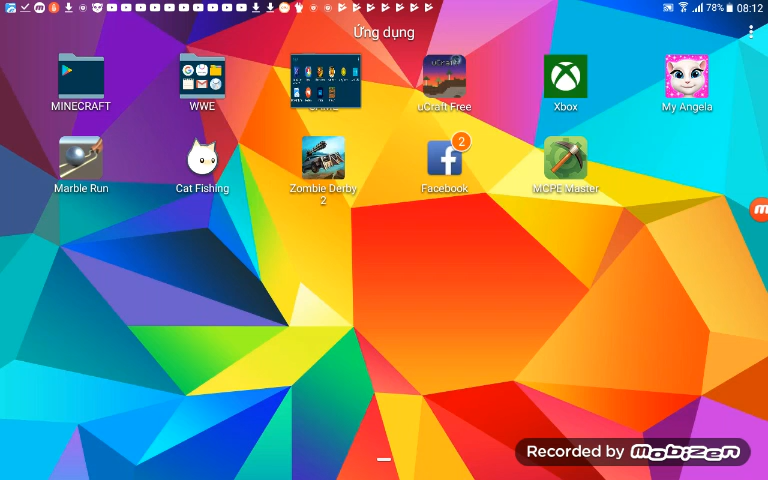 78% 08:12
Ứng dụng
MINECRAFT
WWE
GAME
uCraft Free
Xbox
My Angela
Marble Run
Cat Fishing
Zombie Derby
2
2
Facebook
MCPE Master
Recorded by Mobizen